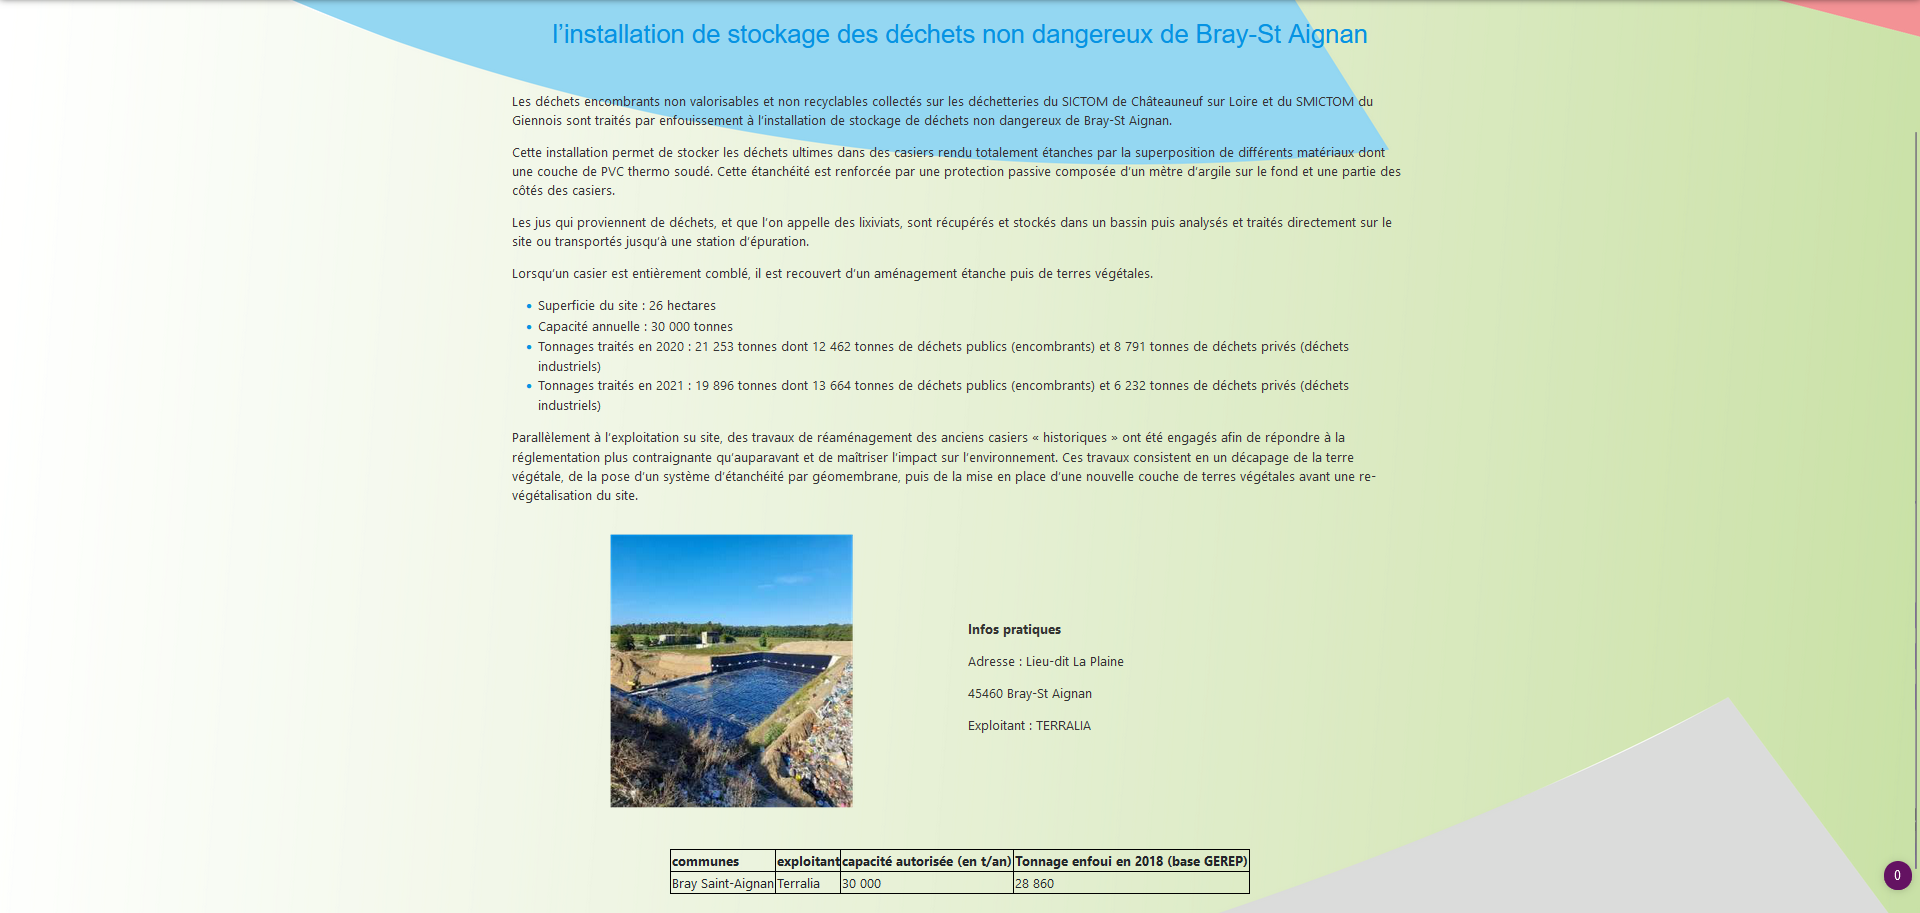 l’installation de stockage des déchets non dangereux de Bray-St Aignan
Les déchets encombrants non valorisables et non recyclables collectés sur les déchetteries du SICTOM de Châteauneuf sur Loire et du SMICTOM du
Giennois sont traités par enfouissement à l’installation de stockage de déchets non dangereux de Bray-St Aignan.
Cette installation permet de stocker les déchets ultimes dans des casiers rendu totalement étanches par la superposition de différents matériaux dont
une couche de PVC thermo soudé. Cette étanchéité est renforcée par une protection passive composée d’un mètre d’argile sur le fond et une partie des
côtés des casiers.
Les jus qui proviennent de déchets, et que l’on appelle des lixiviats, sont récupérés et stockés dans un bassin puis analysés et traités directement sur le
site ou transportés jusqu’à une station d’épuration.
Lorsqu’un casier est entièrement comblé, il est recouvert d’un aménagement étanche puis de terres végétales.
• Superficie du site : 26 hectares
• Capacité annuelle : 30 000 tonnes
• Tonnages traités en 2020 : 21 253 tonnes dont 12 462 tonnes de déchets publics (encombrants) et 8 791 tonnes de déchets privés (déchets
industriels)
• Tonnages traités en 2021 : 19 896 tonnes dont 13 664 tonnes de déchets publics (encombrants) et 6 232 tonnes de déchets privés (déchets
industriels)
Parallèlement à l’exploitation su site, des travaux de réaménagement des anciens casiers « historiques » ont été engagés afin de répondre à la
réglementation plus contraignante qu’auparavant et de maîtriser l’impact sur l’environnement. Ces travaux consistent en un décapage de la terre
végétale, de la pose d’un système d’étanchéité par géomembrane, puis de la mise en place d’une nouvelle couche de terres végétales avant une re-
végétalisation du site.
Infos pratiques
Adresse : Lieu-dit La Plaine
45460 Bray-St Aignan
Exploitant : TERRALIA
communes exploitant capacité autorisée (en t/an) Tonnage enfoui en 2018 (base GEREP)
Bray Saint-Aignan Terralia 30 000 28 860
0